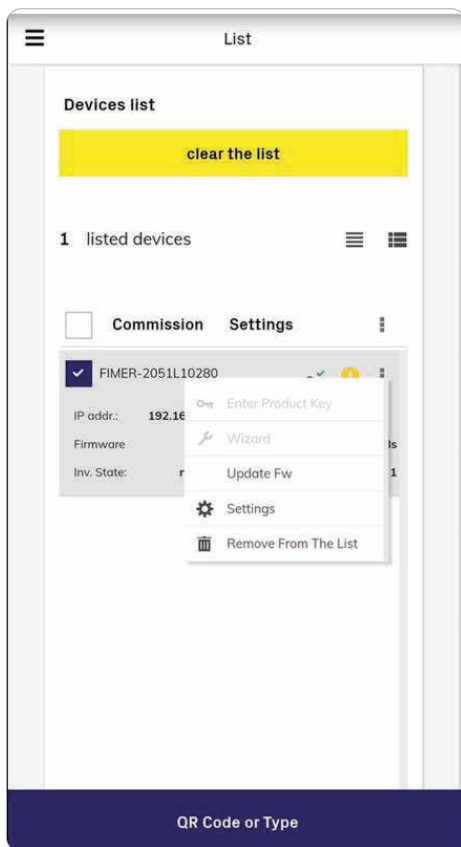 List
Devices list
clear the list
1 listed devices
Commission Settings
FIMER-2051L10280
IP addr.: 192.16
Enter Product Key
Firmware
Wizard
Update Fw
Inv. State:
1
Settings
Remove From The List
QR Code or Type